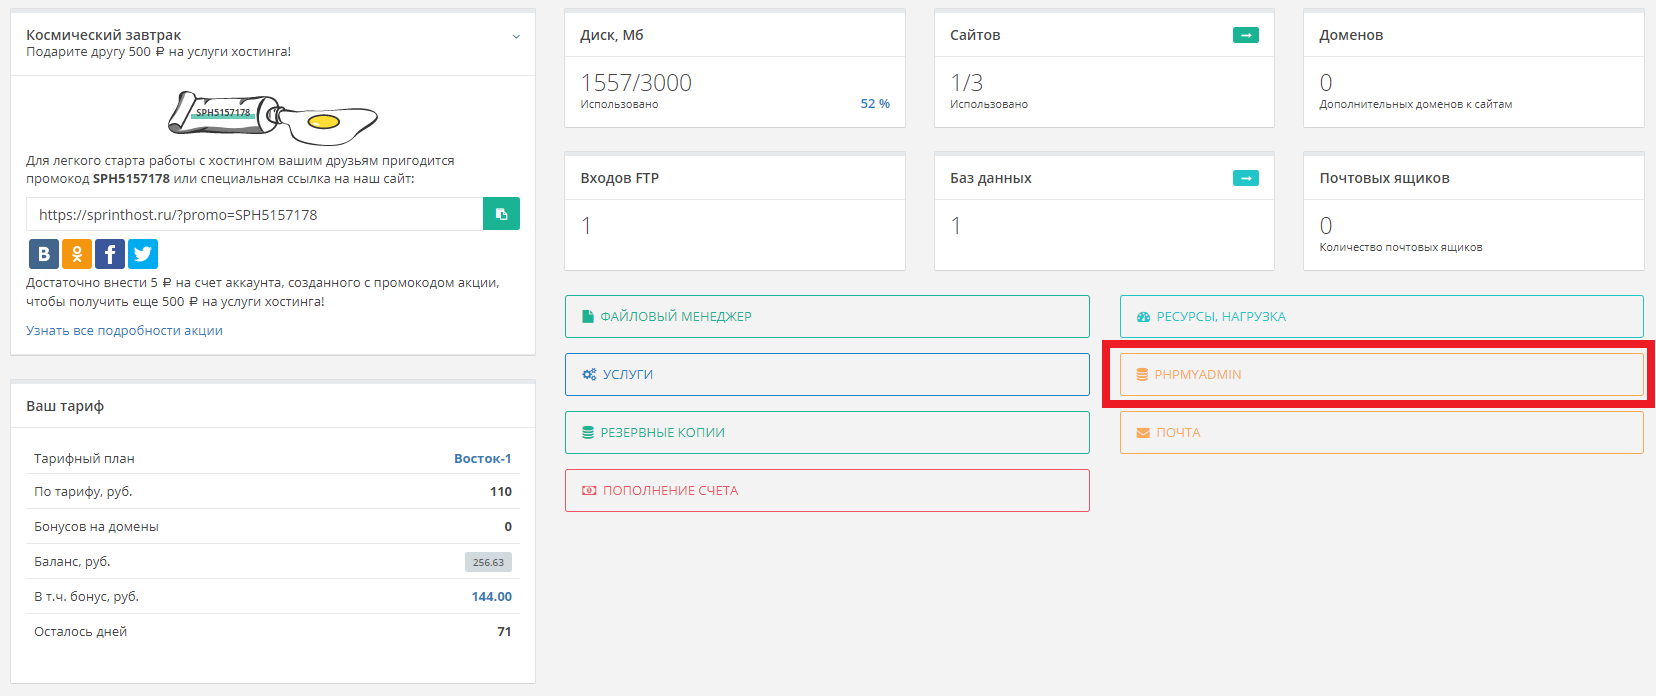 Космический завтрак
Подарите другу 500 ₽ на услуги хостинга!
SPH5157178
Для легкого старта работы с хостингом вашим друзьям пригодится
промокод SPH5157178 или специальная ссылка на наш сайт:
https://sprinthost.ru/?promo=SPH5157178
Достаточно внести 5 ₽ на счет аккаунта, созданного с промокодом акции,
чтобы получить еще 500 ₽ на услуги хостинга!
Узнать все подробности акции
Ваш тариф
Тарифный план Восток-1
По тарифу, руб. 110
Бонусов на домены 0
Баланс, руб. 256.63
В т.ч. бонус, руб. 144.00
Осталось дней 71
Диск, Мб
1557/3000
Использовано 52 %
Сайтов
1/3
Использовано
Доменов
0
Дополнительных доменов к сайтам
Входов FTP
1
Баз данных
1
Почтовых ящиков
0
Количество почтовых ящиков
ФАЙЛОВЫЙ МЕНЕДЖЕР
РЕСУРСЫ, НАГРУЗКА
УСЛУГИ
PHPMYADMIN
РЕЗЕРВНЫЕ КОПИИ
ПОЧТА
ПОПОЛНЕНИЕ СЧЕТА